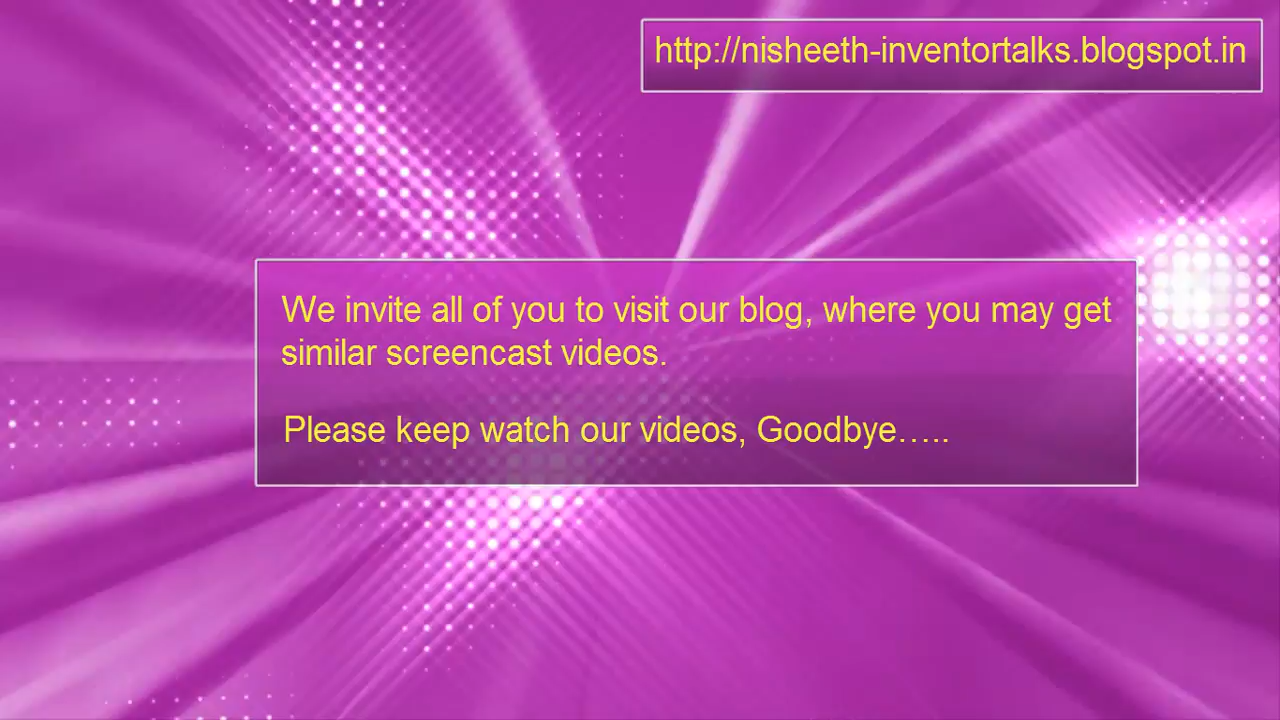 http://nisheeth-inventortalks.blogspot.in
We invite all of you to visit our blog, where you may get
similar screencast videos.
Please keep watch our videos, Goodbye…..